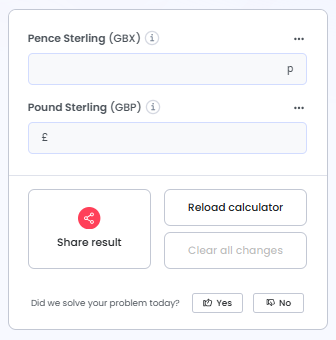 Pence Sterling (GBX) i
p
Pound Sterling (GBP) i
£
Share result
Reload calculator
Clear all changes
Did we solve your problem today? Yes No